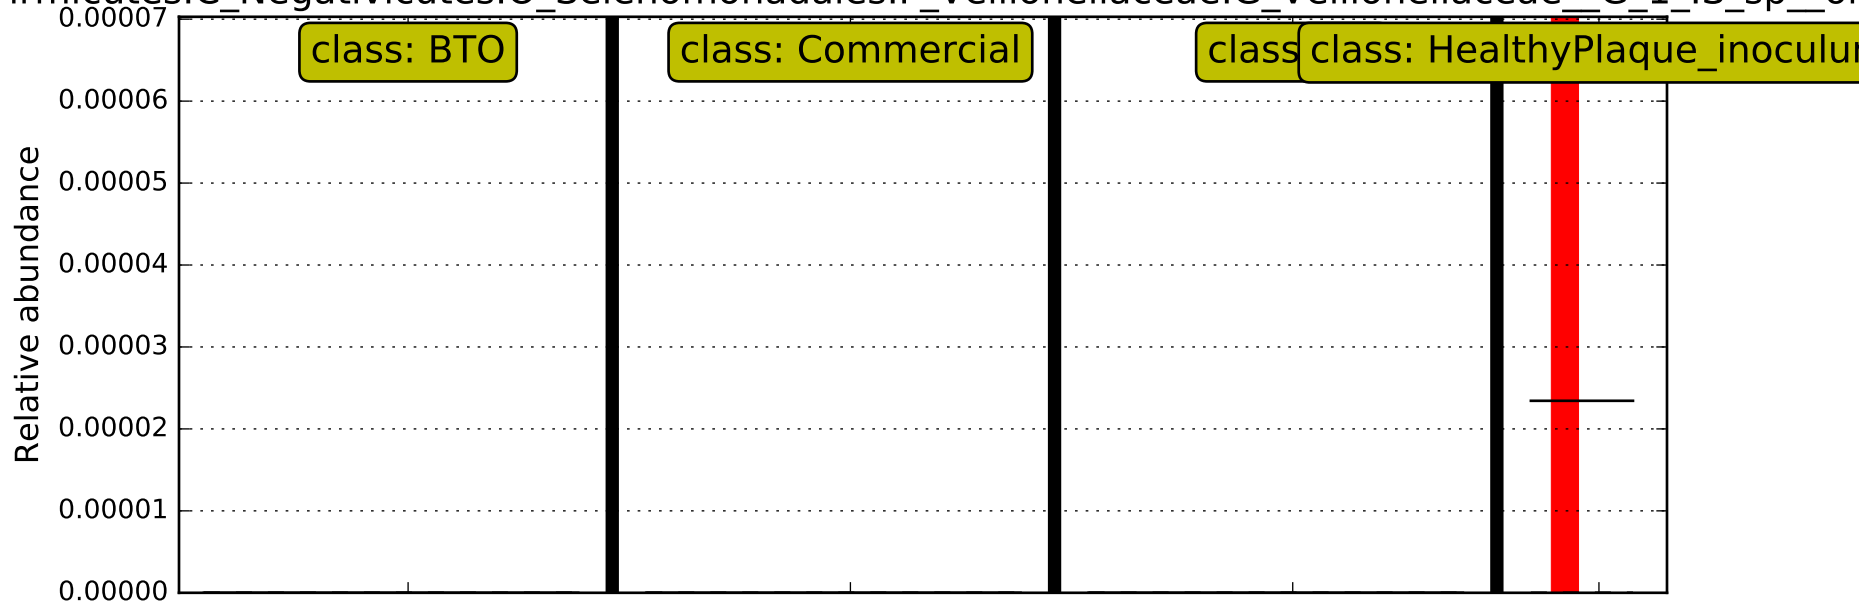 0.00007
class: BTO
class: Commercial
class
class: HealthyPlaque_inoculu
0.00006
0.00005
0.00004
0.00003
0.00002
0.00001
0.00000
Relative abundance